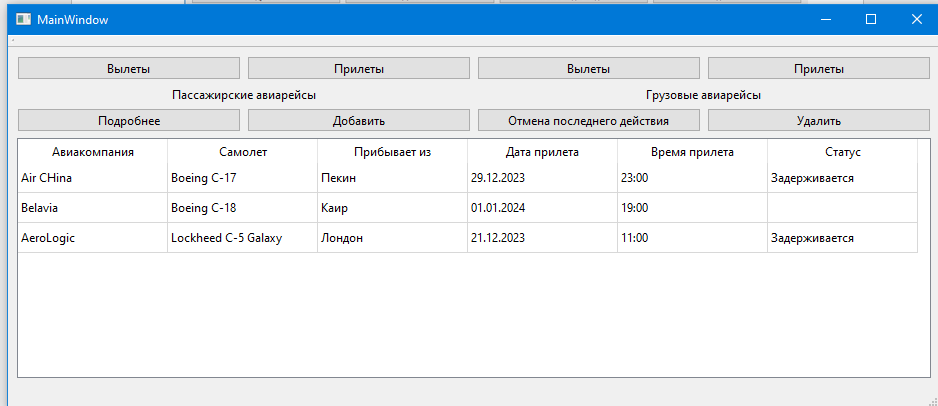 MainWindow
Вылеты Прилеты Вылеты Прилеты
Пассажирские авиарейсы Грузовые авиарейсы
Подробнее Добавить Отмена последнего действия Удалить
Авиакомпания Самолет Прибывает из Дата прилета Время прилета Статус
Air CHina Boeing C-17 Пекин 29.12.2023 23:00 Задерживается
Belavia Boeing C-18 Каир 01.01.2024 19:00
AeroLogic Lockheed C-5 Galaxy Лондон 21.12.2023 11:00 Задерживается